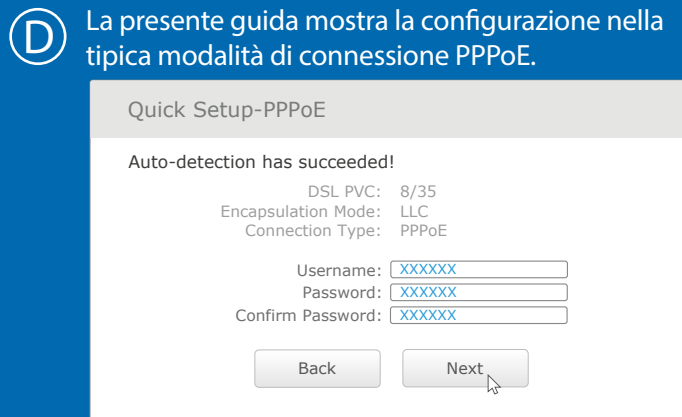 D
La presente guida mostra la configurazione nella
tipica modalità di connessione PPPoE.
Quick Setup-PPPoE
Auto-detection has succeeded!
DSL PVC: 8/35
Encapsulation Mode: LLC
Connection Type: PPPoE
Username: XXXXXX
Password: XXXXXX
Confirm Password: XXXXXX
Back Next